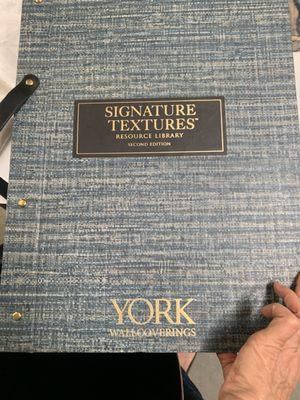 SIGNATURE
TEXTURES™
RESOURCE LIBRARY
SECOND EDITION
YORK
WALLCOVERINGS